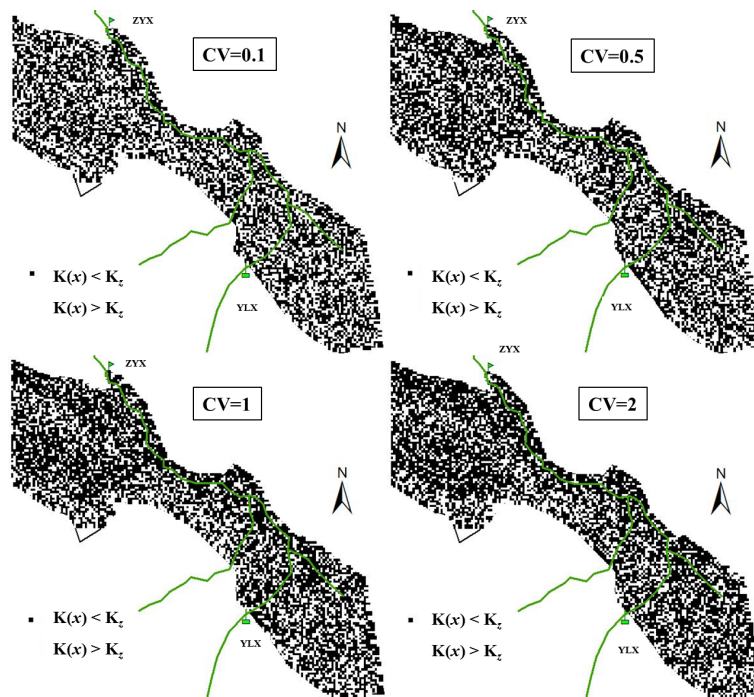 ZYX
CV=0.1
N
K(x) < Kz
K(x) > Kz
YLX
ZYX
CV=0.5
N
K(x) < Kz
K(x) > Kz
YLX
ZYX
CV=1
N
K(x) < Kz
K(x) > Kz
YLX
ZYX
CV=2
N
K(x) < Kz
K(x) > Kz
YLX